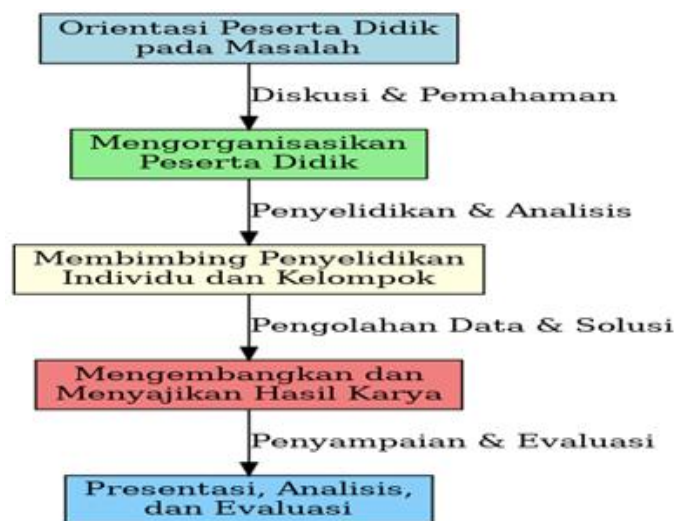 Orientasi Peserta Didik
pada Masalah
Diskusi & Pemahaman
Mengorganisasikan
Peserta Didik
Penyelidikan & Analisis
Membimbing Penyelidikan
Individu dan Kelompok
Pengolahan Data & Solusi
Mengembangkan dan
Menyajikan Hasil Karya
Penyampaian & Evaluasi
Presentasi, Analisis,
dan Evaluasi